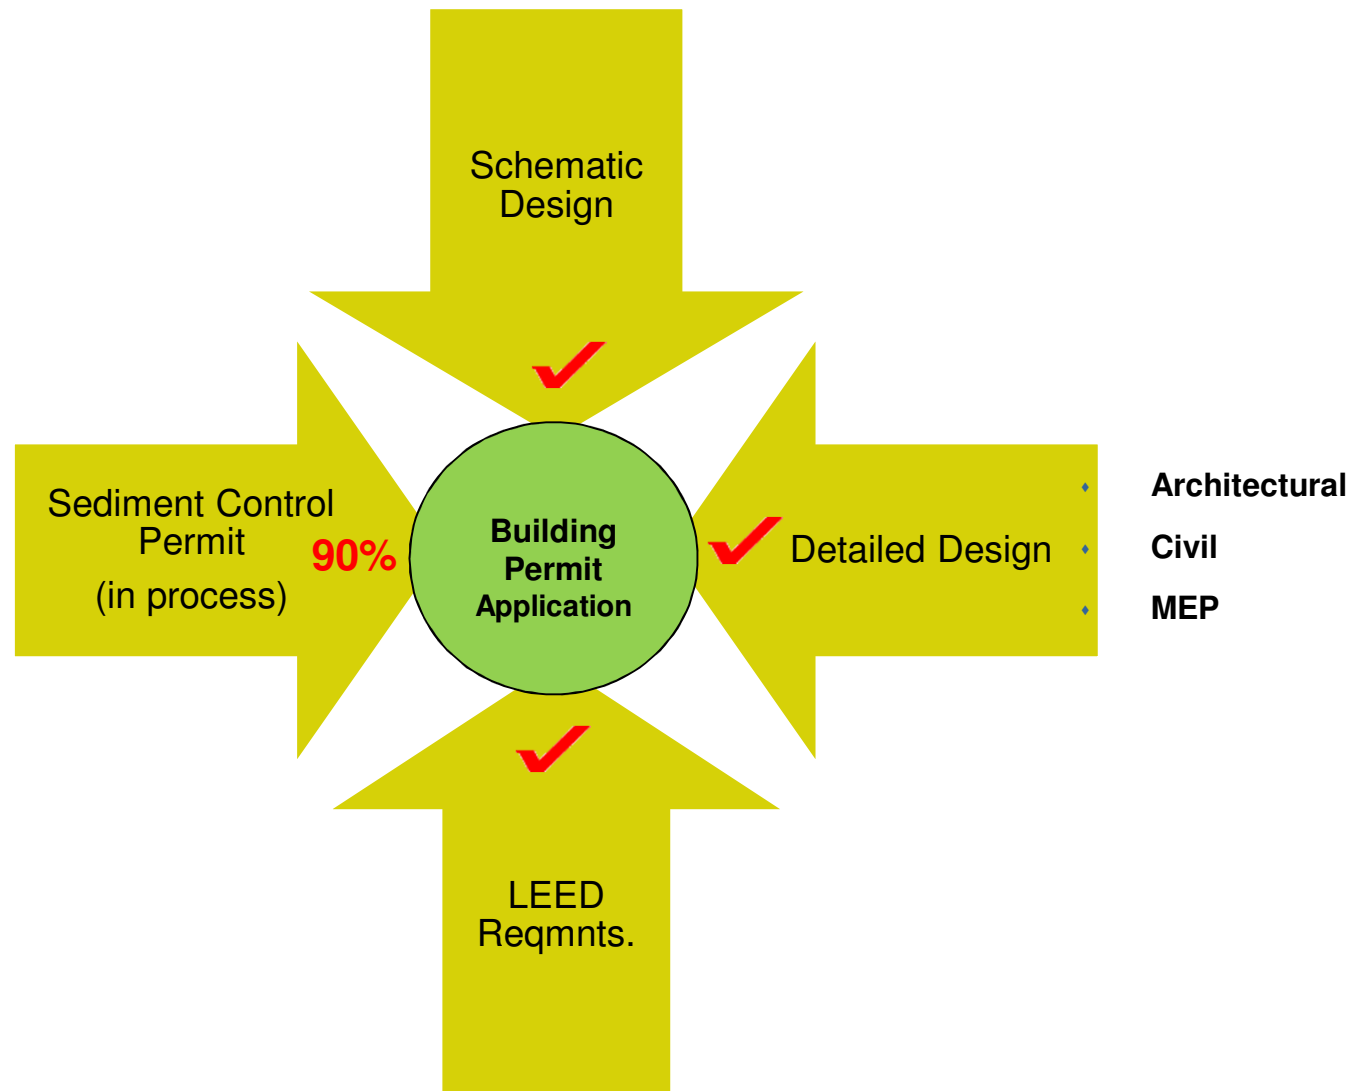 Schematic
Design
Sediment Control
Permit
(in process)
90%
Building
Permit
Application
Detailed Design
Architectural
Civil
MEP
LEED
Reqmnts.